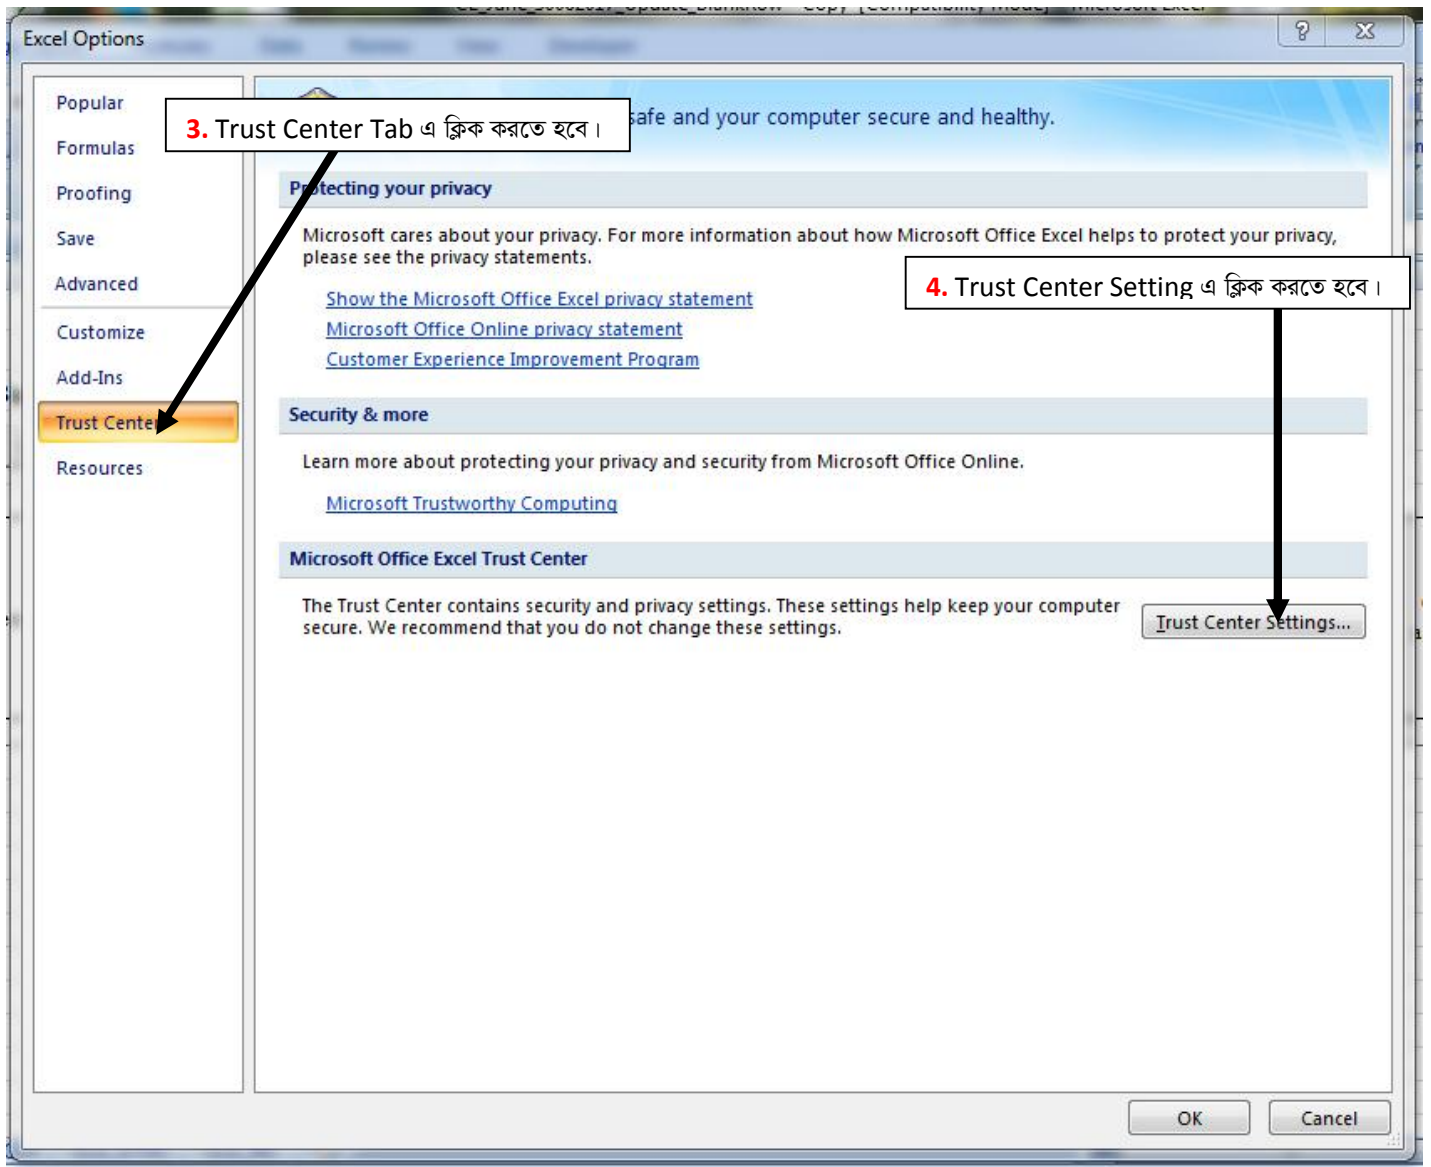 Excel Options
Popular
Formulas
Proofing
Save
Advanced
Customize
Add-Ins
Trust Center
Resources
3. Trust Center Tab এ ক্লিক করতে হবে।
safe and your computer secure and healthy.
Protecting your privacy
Microsoft cares about your privacy. For more information about how Microsoft Office Excel helps to protect your privacy,
please see the privacy statements.
4. Trust Center Setting এ ক্লিক করতে হবে।
Show the Microsoft Office Excel privacy statement
Microsoft Office Online privacy statement
Customer Experience Improvement Program
Security & more
Learn more about protecting your privacy and security from Microsoft Office Online.
Microsoft Trustworthy Computing
Microsoft Office Excel Trust Center
The Trust Center contains security and privacy settings. These settings help keep your computer
secure. We recommend that you do not change these settings.
Trust Center Settings...
OK
Cancel